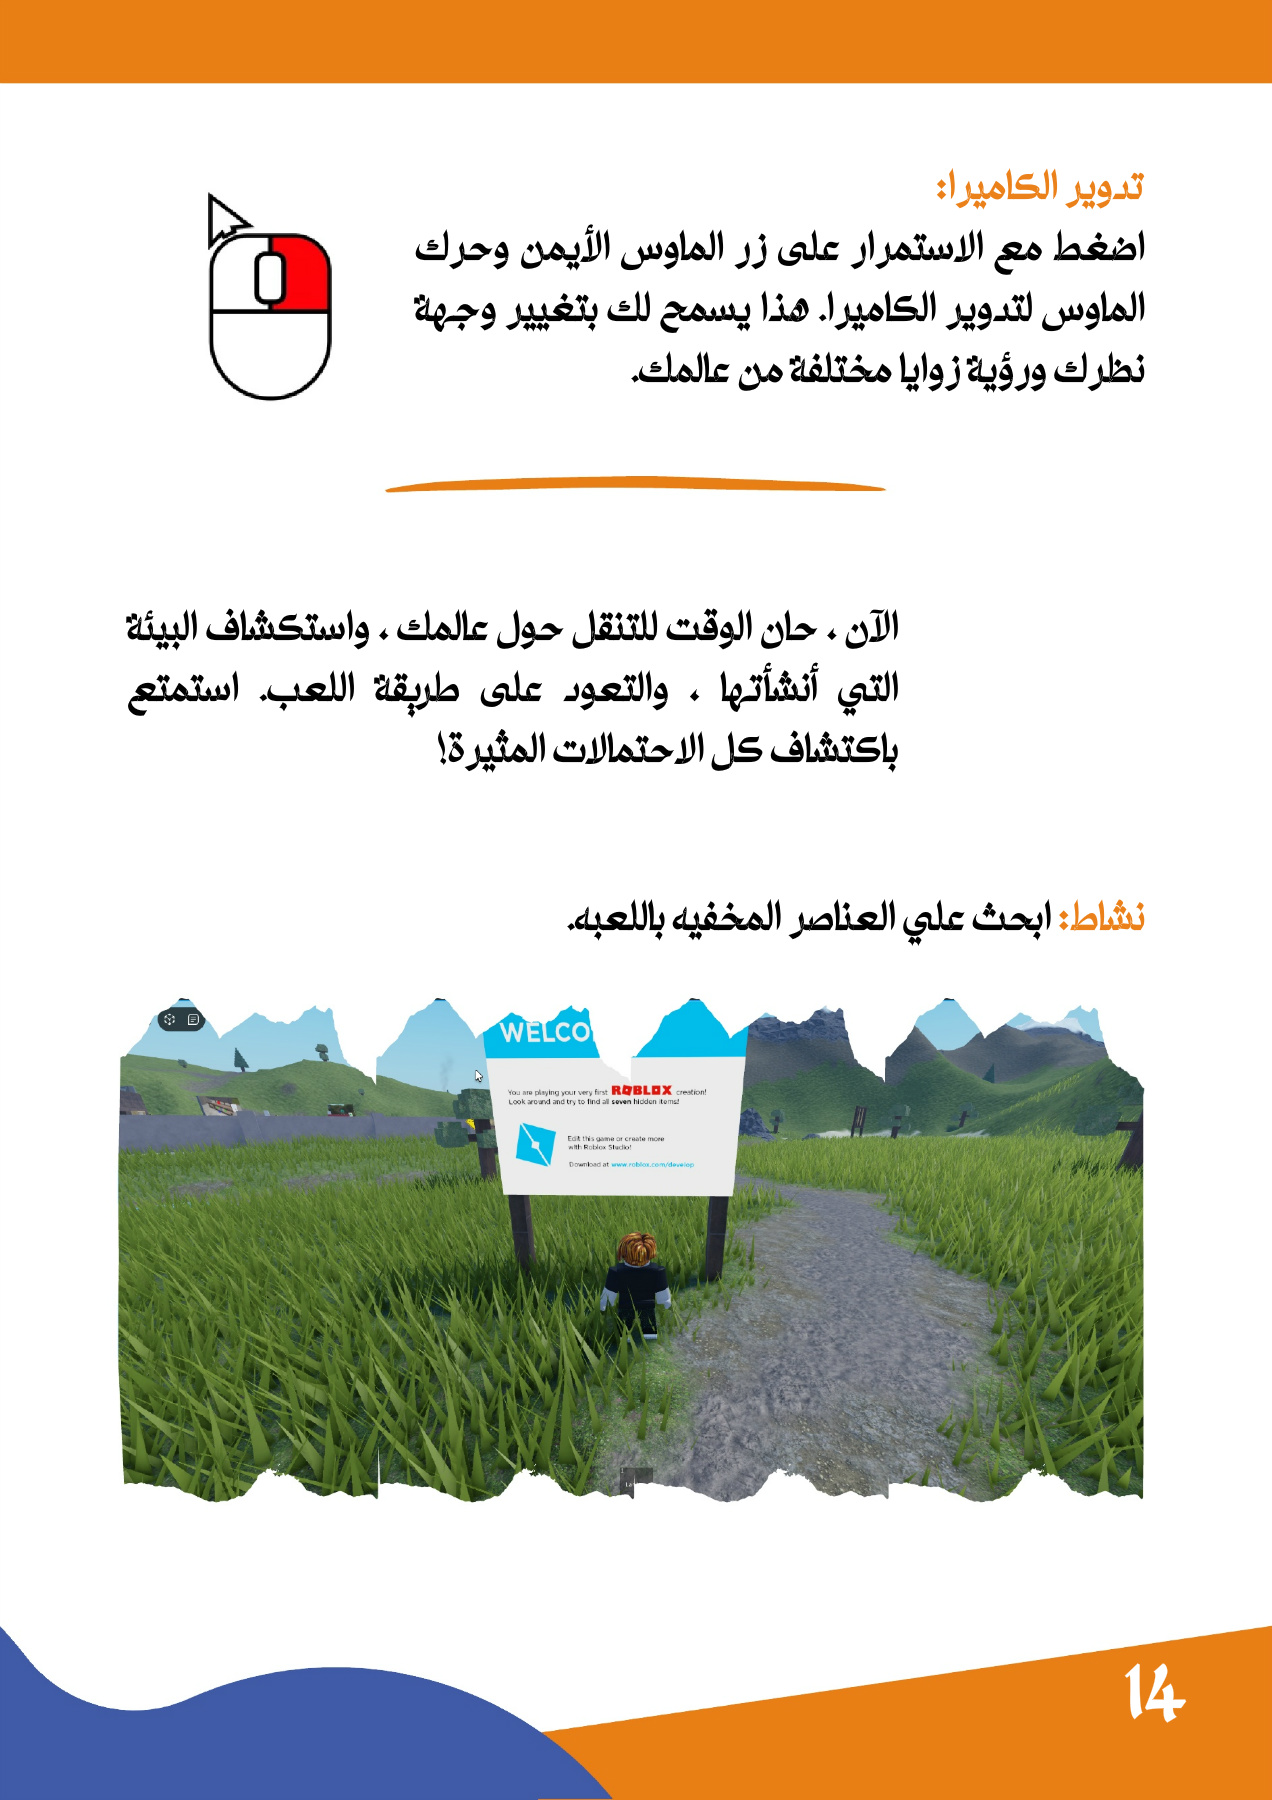 تدوير الكاميرا:
اضغط مع الاستمرار على زر الماوس الأيمن وحرك
الماوس لتدوير الكاميرا. هذا يسمح لك بتغيير وجهة
نظرك ورؤية زوايا مختلفة من عالمك.
الآن ، حان الوقت للتنقل حول عالمك ، واستكشاف البيئة
التي أنشأتها ، والتعود على طريقة اللعب. استمتع
باكتشاف كل الاحتمالات المثيرة!
نشاط: ابحث علي العناصر المخفيه باللعبه.
WELCO
You are playing your very first ROBLOX creation!
Look around and try to find all seven hidden items!
Edit this game or create more
with Roblox Studio!
Download at www.roblox.com/develop
14